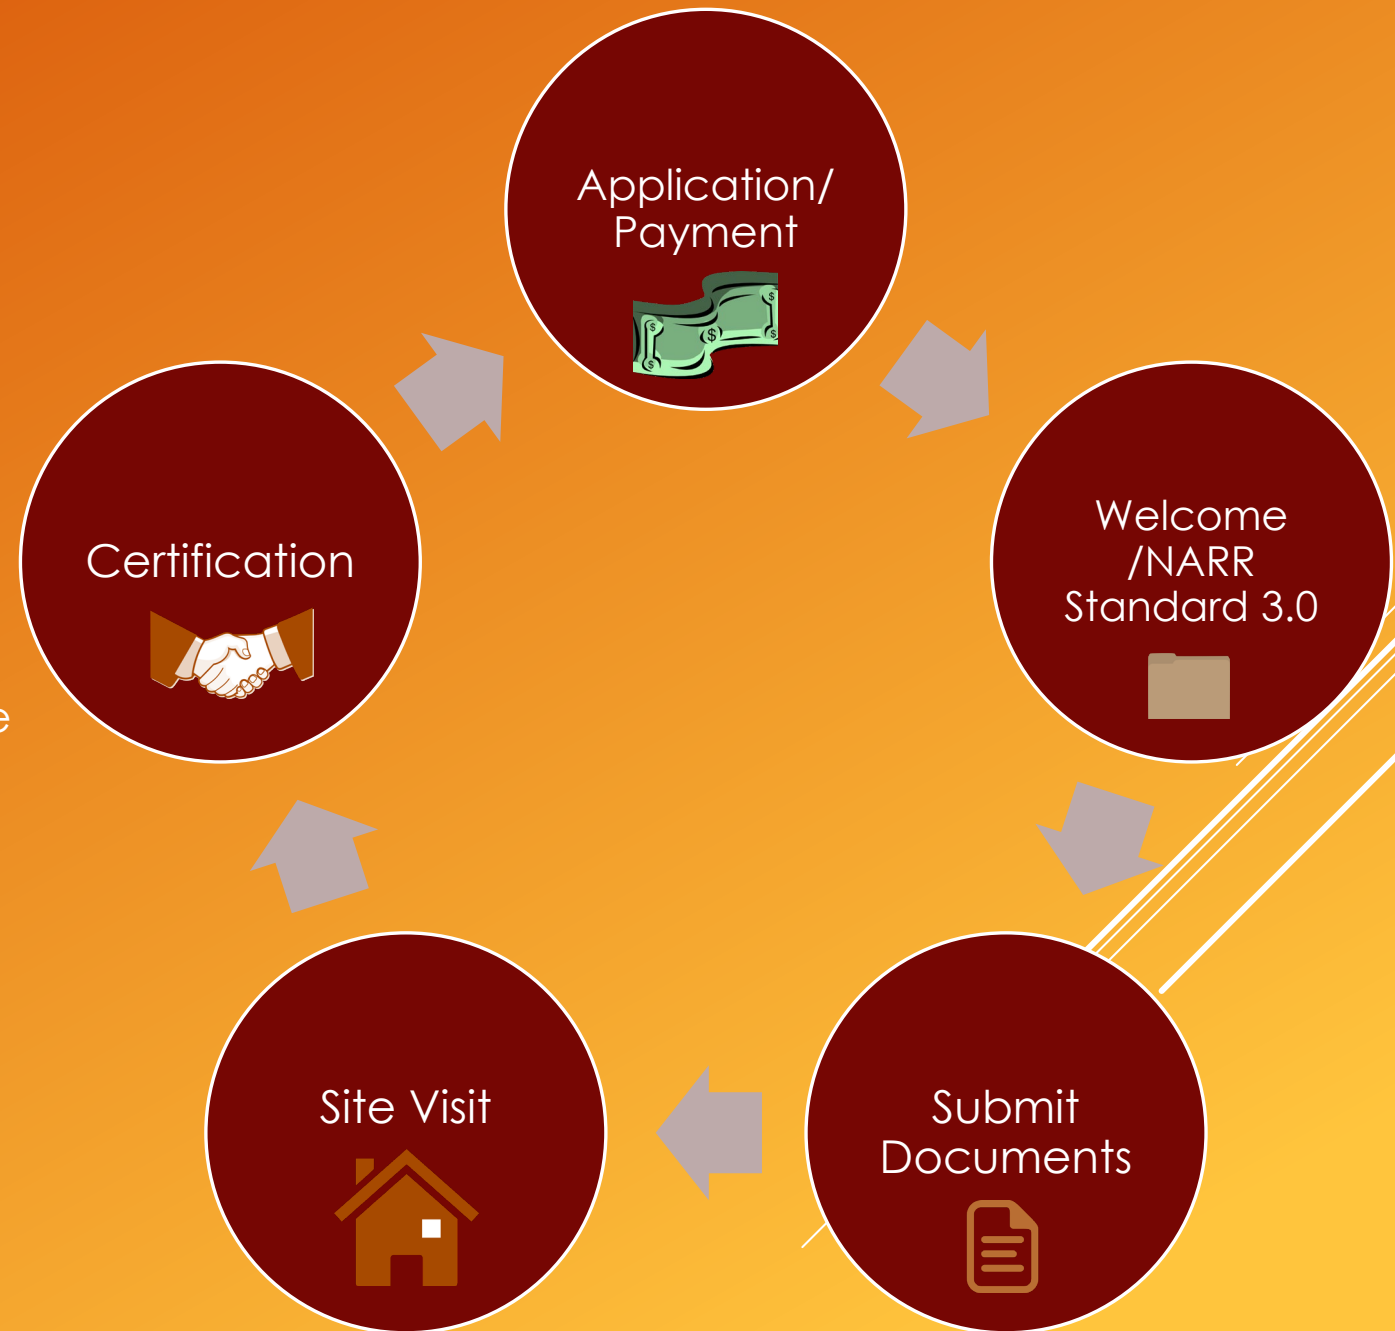 Application/
Payment
Welcome
/NARR
Standard 3.0
Submit
Documents
Site Visit
Certification
e